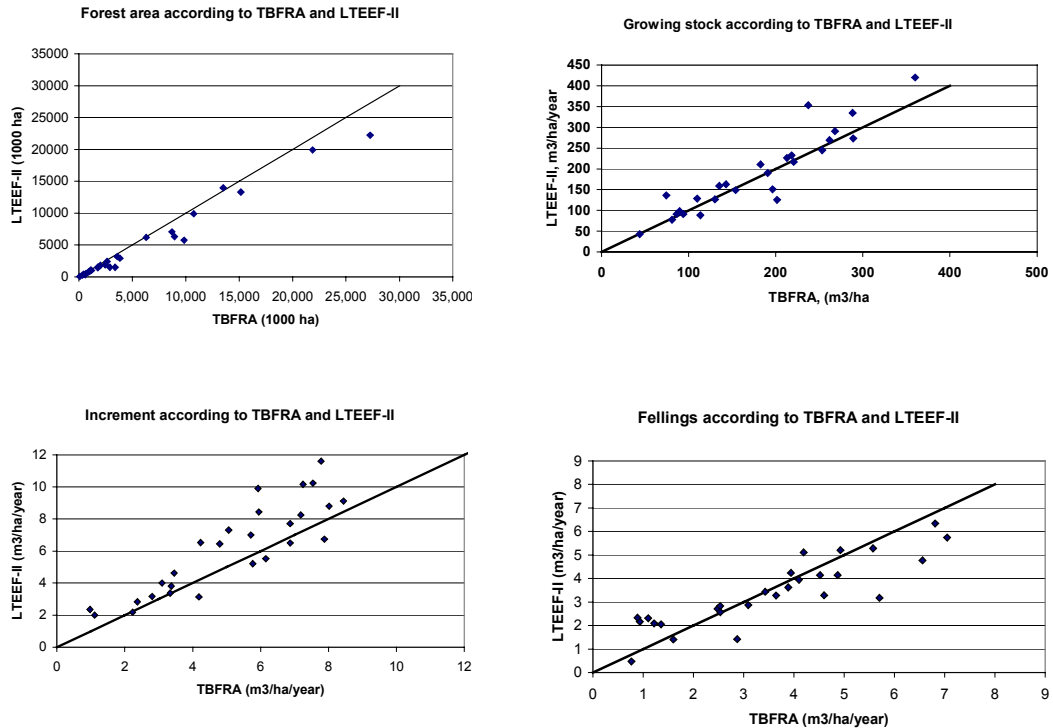 Forest area according to TBFRA and LTEEF-II
35000
30000
25000
20000
15000
10000
5000
0
LTEEF-II (1000 ha)
0 5,000 10,000 15,000 20,000 25,000 30,000 35,000
TBFRA (1000 ha)
Growing stock according to TBFRA and LTEEF-II
450
400
350
300
250
200
150
100
50
0
LTEEF-II, m3/ha/year
0 100 200 300 400 500
TBFRA, (m3/ha
Increment according to TBFRA and LTEEF-II
12
10
8
6
4
2
0
LTEEF-II (m3/ha/year)
0 2 4 6 8 10 12
TBFRA (m3/ha/year)
Fellings according to TBFRA and LTEEF-II
9
8
7
6
5
4
3
2
1
0
LTEEF-II (m3/ha/year)
0 1 2 3 4 5 6 7 8 9
TBFRA (m3/ha/year)